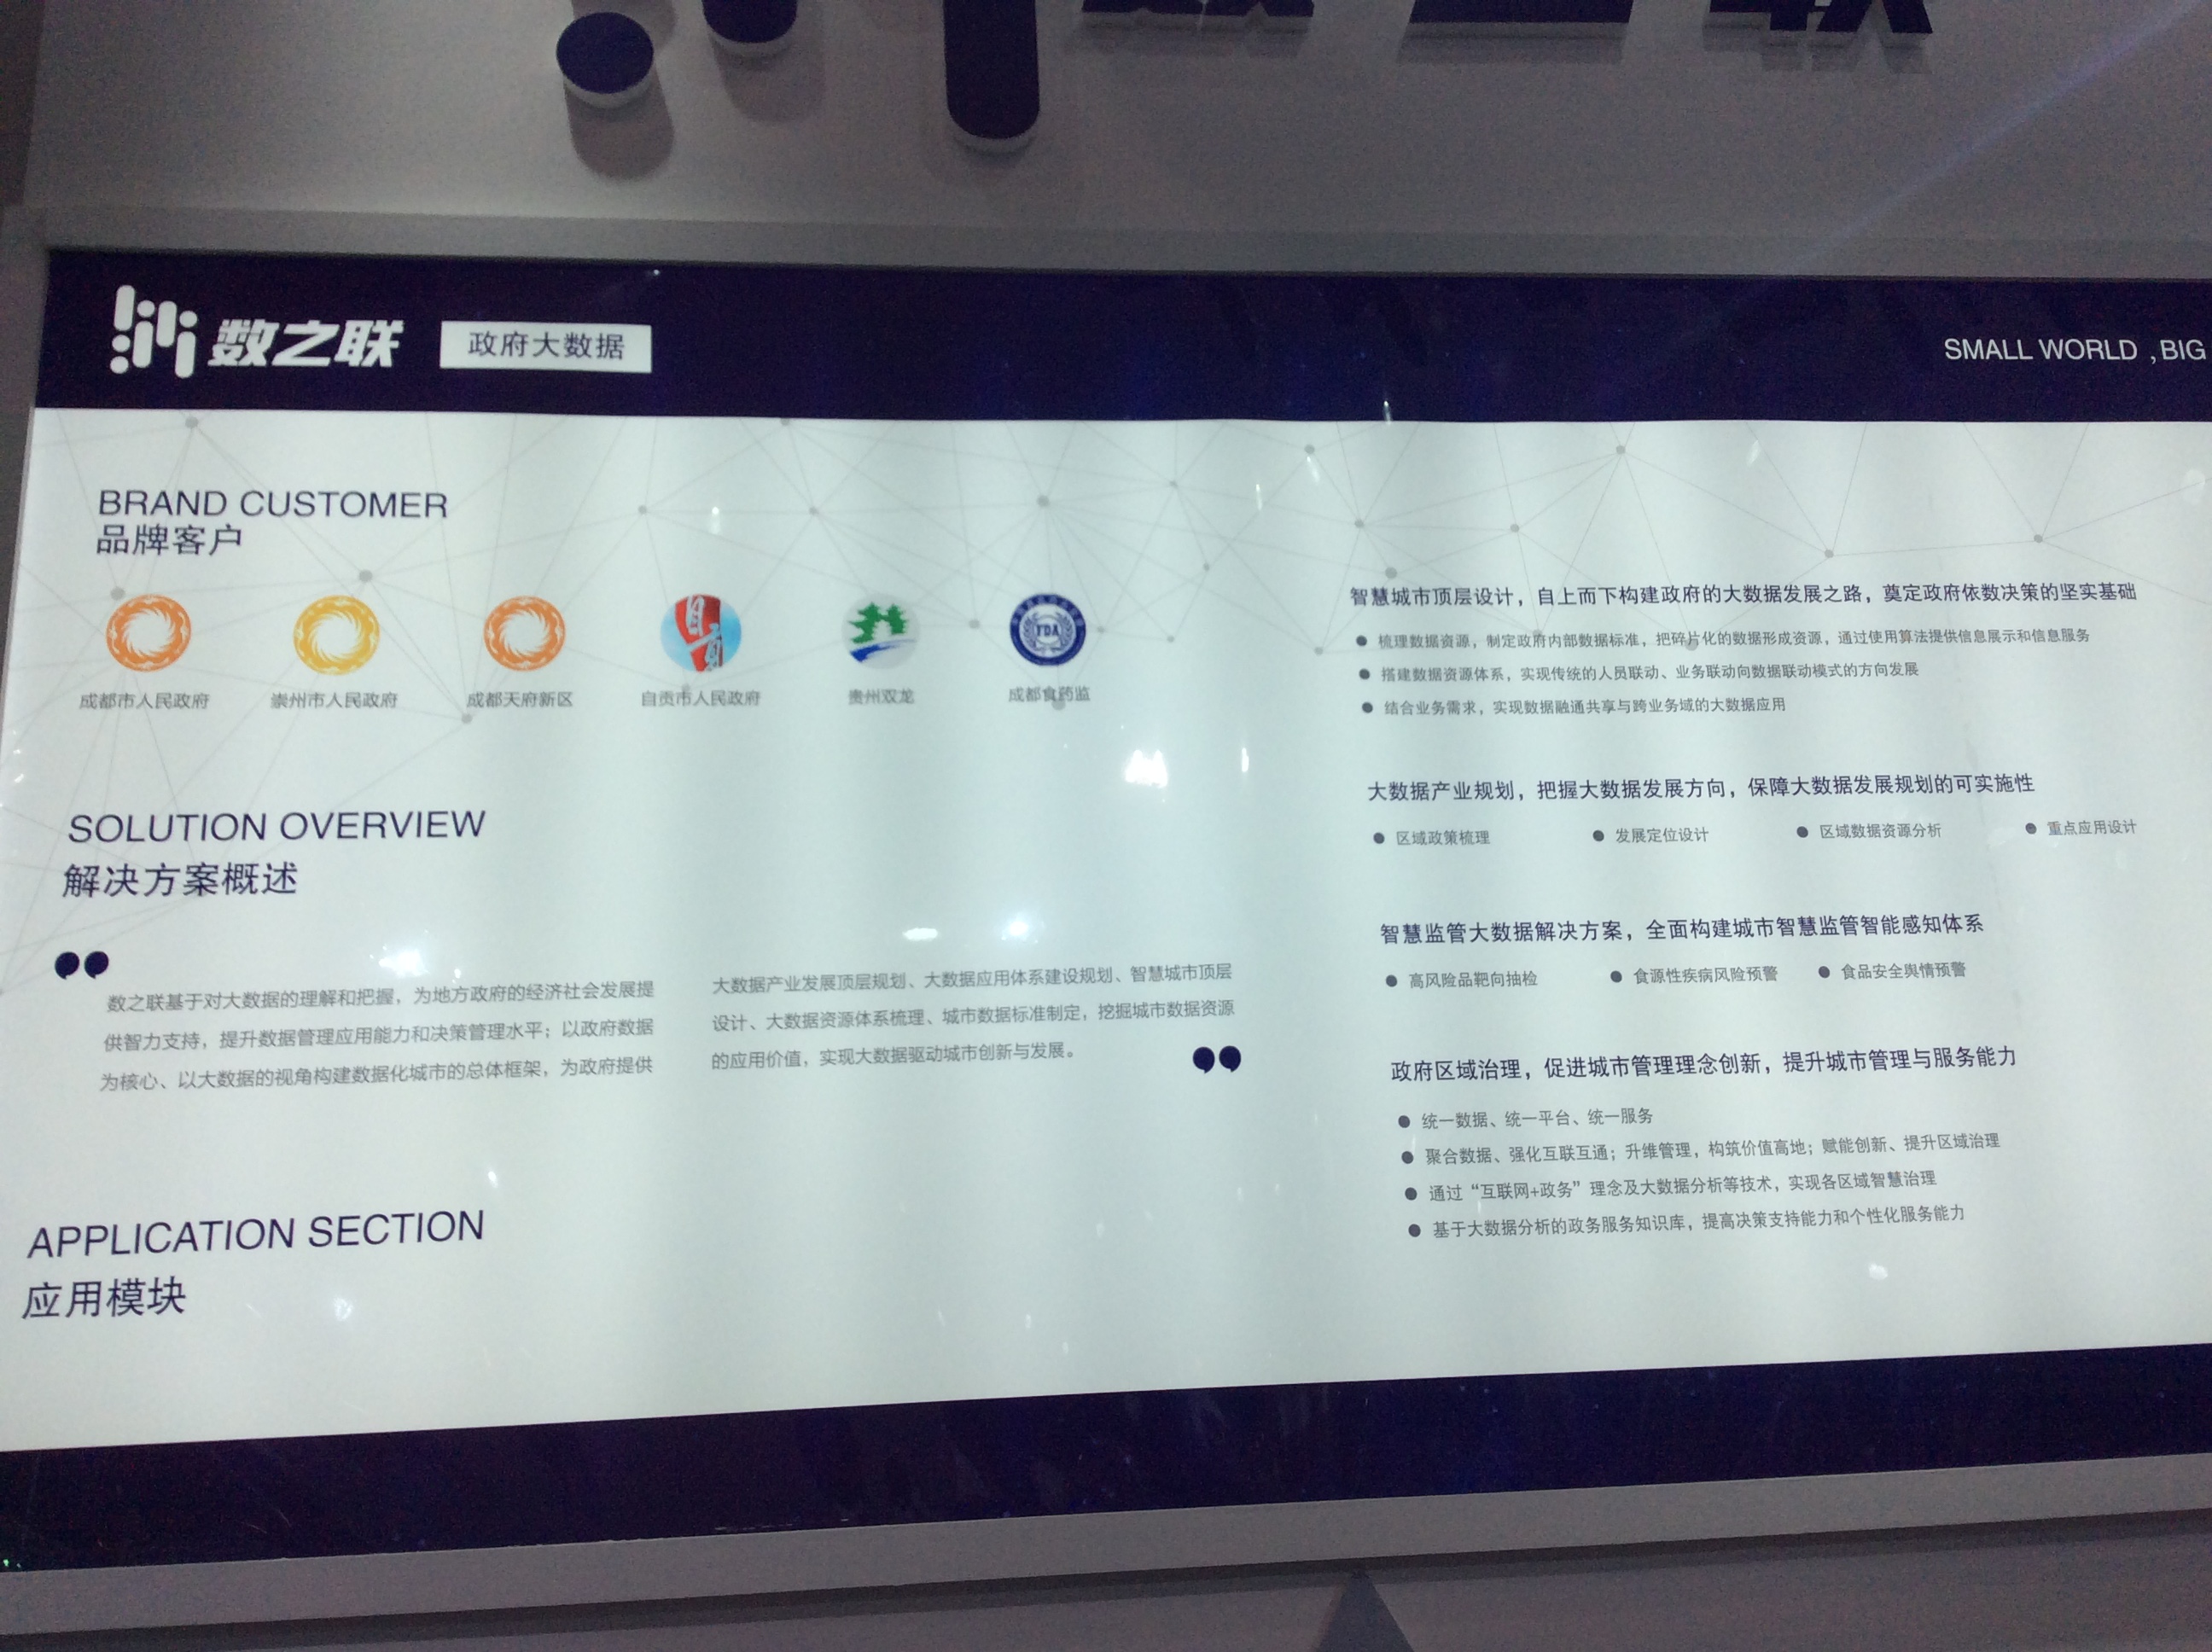 数之联
数之联
政府大数据
SMALL WORLD ,BIG
BRAND CUSTOMER
品牌客户
成都市人民政府
崇州市人民政府
成都天府新区
自贡市人民政府
贵州双龙
FDA
成都食药监
SOLUTION OVERVIEW
解决方案概述
数之联基于对大数据的理解和把握，为地方政府的经济社会发展提
供智力支持，提升数据管理应用能力和决策管理水平；以政府数据
为核心、以大数据的视角构建数据化城市的总体框架，为政府提供
大数据产业发展顶层规划、大数据应用体系建设规划、智慧城市顶层
设计、大数据资源体系梳理、城市数据标准制定，挖掘城市数据资源
的应用价值，实现大数据驱动城市创新与发展。
APPLICATION SECTION
应用模块
智慧城市顶层设计，自上而下构建政府的大数据发展之路，奠定政府依数决策的坚实基础
● 梳理数据资源，制定政府内部数据标准，把碎片化的数据形成资源，通过使用算法提供信息展示和信息服务
● 搭建数据资源体系，实现传统的人员联动、业务联动向数据联动模式的方向发展
● 结合业务需求，实现数据融通共享与跨业务域的大数据应用
大数据产业规划，把握大数据发展方向，保障大数据发展规划的可实施性
● 区域政策梳理 ● 发展定位设计 ● 区域数据资源分析 ● 重点应用设计
智慧监管大数据解决方案，全面构建城市智慧监管智能感知体系
● 高风险品靶向抽检 ● 食源性疾病风险预警 ● 食品安全舆情预警
政府区域治理，促进城市管理理念创新，提升城市管理与服务能力
● 统一数据、统一平台、统一服务
● 聚合数据、强化互联互通；升维管理，构筑价值高地；赋能创新、提升区域治理
● 通过“互联网+政务”理念及大数据分析等技术，实现各区域智慧治理
● 基于大数据分析的政务服务知识库，提高决策支持能力和个性化服务能力